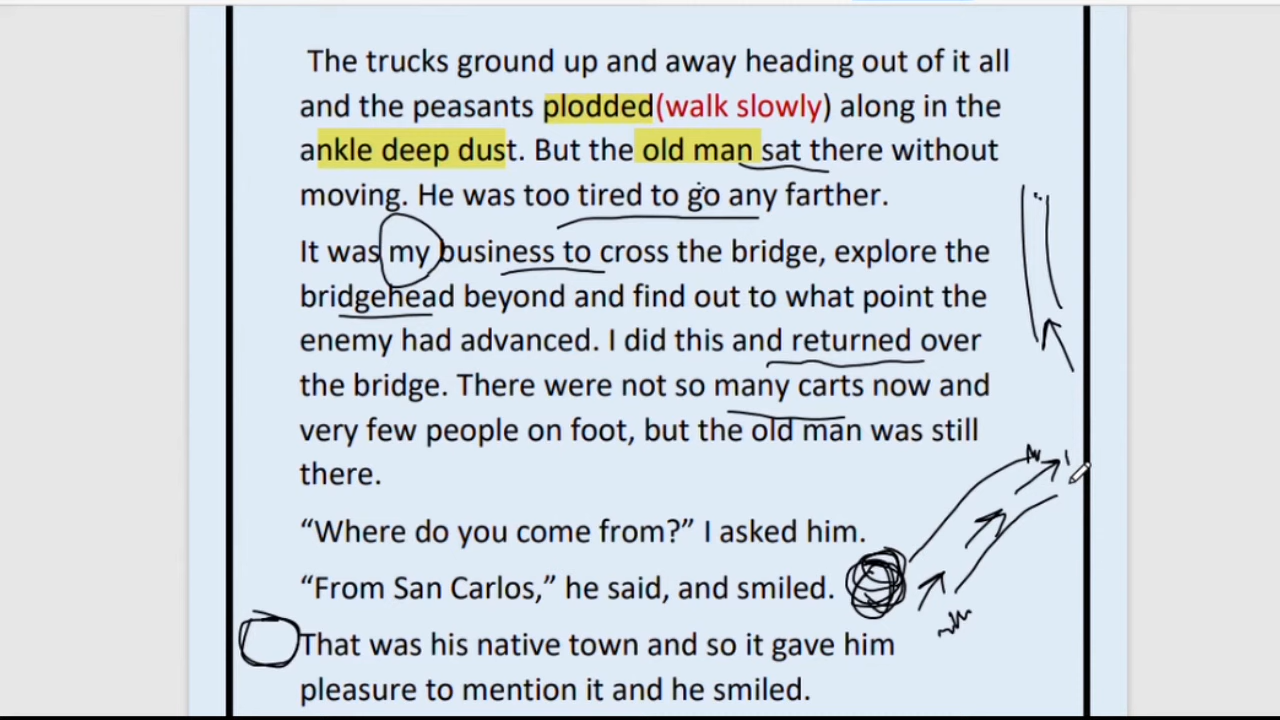 The trucks ground up and away heading out of it all
and the peasants plodded(walk slowly) along in the
ankle deep dust. But the old man sat there without
moving. He was too tired to go any farther.
It was my business to cross the bridge, explore the
bridgehead beyond and find out to what point the
enemy had advanced. I did this and returned over
the bridge. There were not so many carts now and
very few people on foot, but the old man was still
there.
“Where do you come from?” I asked him.
“From San Carlos,” he said, and smiled.
That was his native town and so it gave him
pleasure to mention it and he smiled.